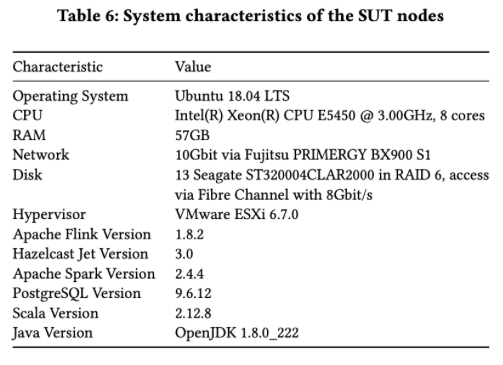 Table 6: System characteristics of the SUT nodes
Characteristic Value
Operating System Ubuntu 18.04 LTS
CPU Intel(R) Xeon(R) CPU E5450 @ 3.00GHz, 8 cores
RAM 57GB
Network 10Gbit via Fujitsu PRIMERGY BX900 S1
Disk 13 Seagate ST320004CLAR2000 in RAID 6, access
via Fibre Channel with 8Gbit/s
Hypervisor VMware ESXi 6.7.0
Apache Flink Version 1.8.2
Hazelcast Jet Version 3.0
Apache Spark Version 2.4.4
PostgreSQL Version 9.6.12
Scala Version 2.12.8
Java Version OpenJDK 1.8.0_222